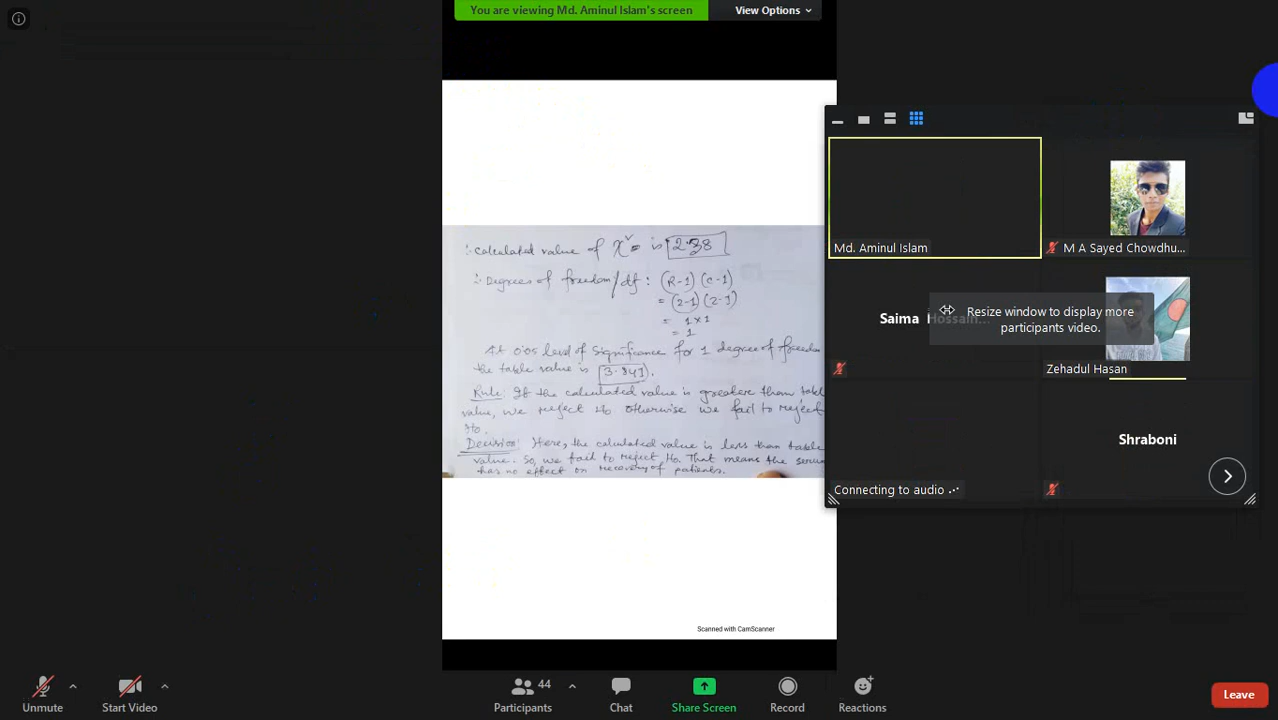 You are viewing Md. Aminul Islam's screen
View Options
∴ Calculated value of χ² is 2.38
∴ Degrees of freedom/df : (R-1) (C-1)
= (2-1) (2-1)
= 1×1
= 1
At 0.05 level of significance for 1 degree of freedom
the table value is 3.841.
Rule: If the calculated value is greater than table
value, we reject Ho otherwise we fail to reject
Ho.
Decision: Here, the calculated value is less than table
value. So, we fail to reject Ho. That means the
has no effect on recovery of patients.
Scanned with CamScanner
Md. Aminul Islam
M A Sayed Chowdhu...
Saima Hossain...
Resize window to display more
participants video.
Zehadul Hasan
Shraboni
Connecting to audio
Unmute
Start Video
44
Participants
Chat
Share Screen
Record
Reactions
Leave